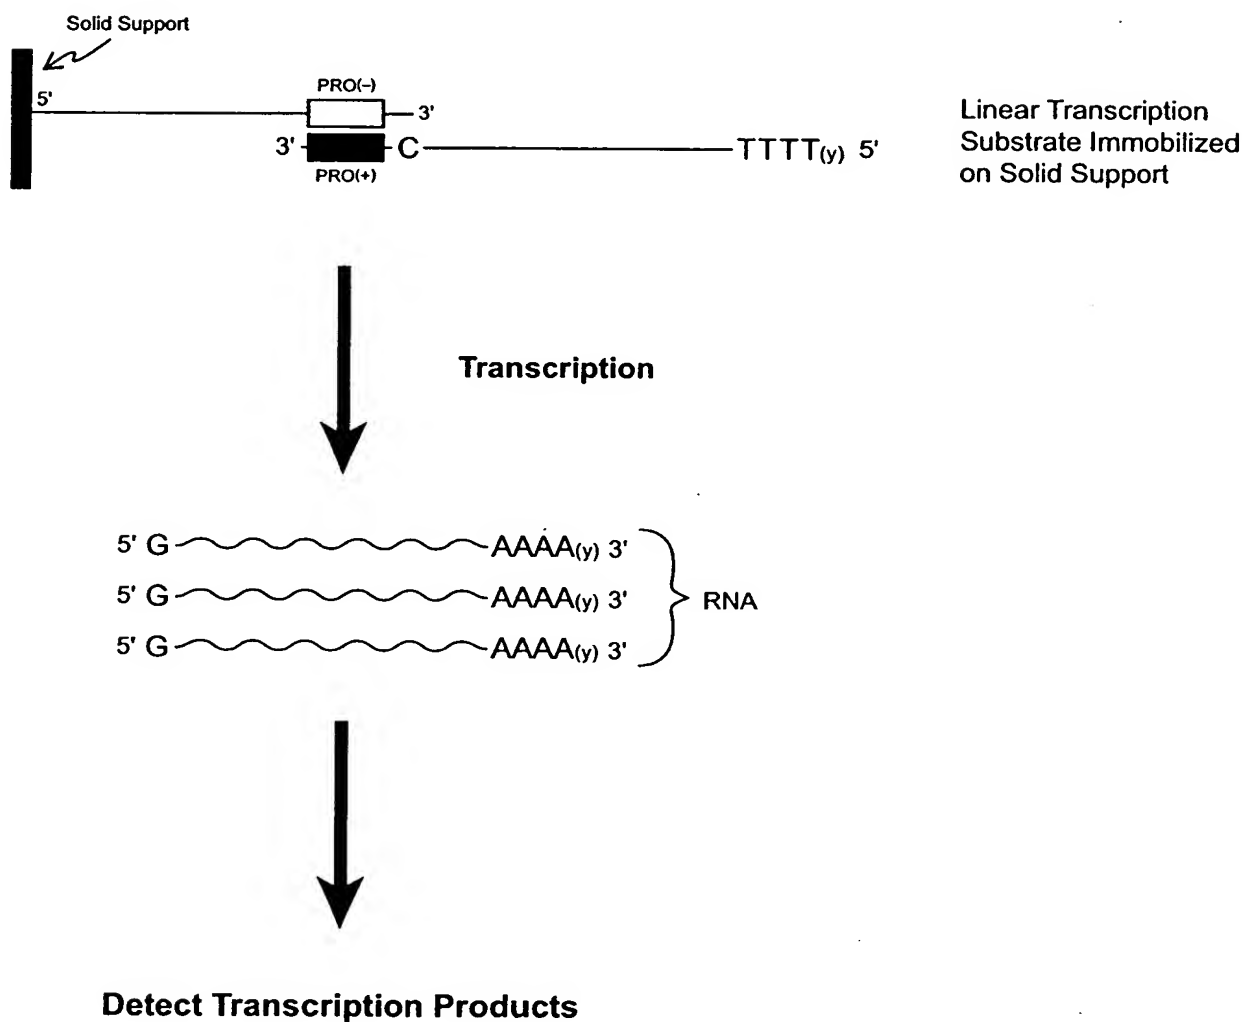 Solid Support
5'
PRO(-)
3'
3'
C
TTTT(y) 5'
PRO(+)
Linear Transcription
Substrate Immobilized
on Solid Support
Transcription
5' G AAAA(y) 3'
5' G AAAA(y) 3'
5' G AAAA(y) 3'
RNA
Detect Transcription Products